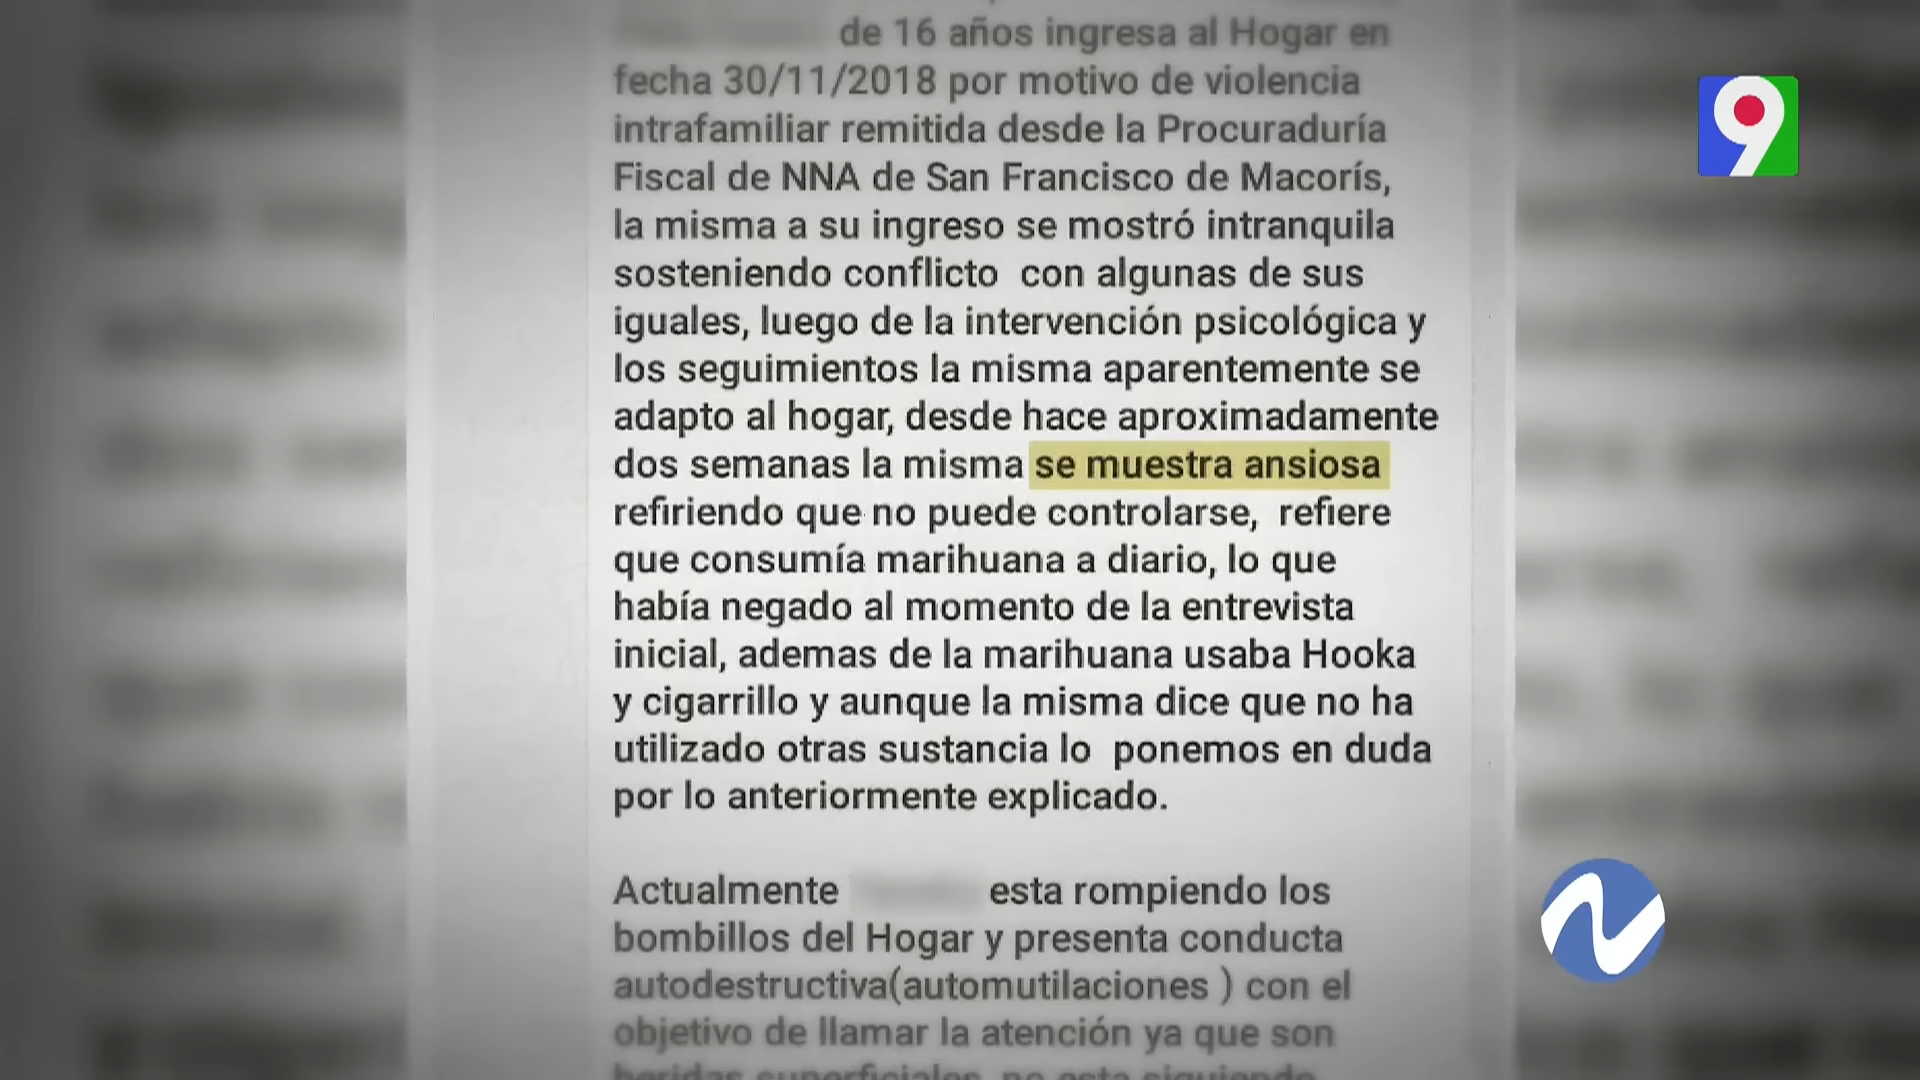 de 16 años ingresa al Hogar en
fecha 30/11/2018 por motivo de violencia
intrafamiliar remitida desde la Procuraduría
Fiscal de NNA de San Francisco de Macorís,
la misma a su ingreso se mostró intranquila
sosteniendo conflicto con algunas de sus
iguales, luego de la intervención psicológica y
los seguimientos la misma aparentemente se
adapto al hogar, desde hace aproximadamente
dos semanas la misma se muestra ansiosa
refiriendo que no puede controlarse, refiere
que consumía marihuana a diario, lo que
había negado al momento de la entrevista
inicial, ademas de la marihuana usaba Hooka
y cigarrillo y aunque la misma dice que no ha
utilizado otras sustancia lo ponemos en duda
por lo anteriormente explicado.
Actualmente esta rompiendo los
bombillos del Hogar y presenta conducta
autodestructiva(automutilaciones ) con el
objetivo de llamar la atención ya que son
heridas superficiales, no esta siguiendo
9